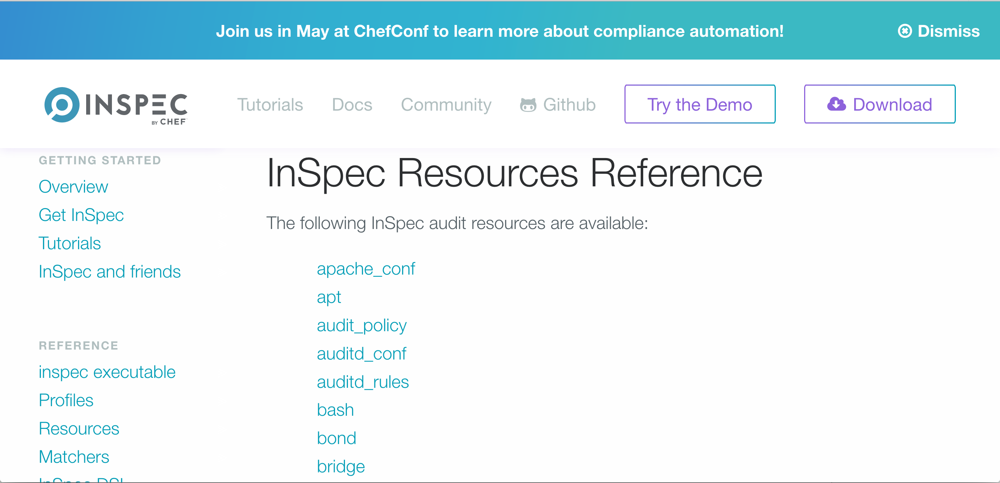 Join us in May at ChefConf to learn more about compliance automation!
Dismiss
INSPEC
BY CHEF
Tutorials
Docs
Community
Github
Try the Demo
Download
GETTING STARTED
Overview
Get InSpec
Tutorials
InSpec and friends
REFERENCE
inspec executable
Profiles
Resources
Matchers
InSpec DSL
InSpec Resources Reference
The following InSpec audit resources are available:
apache_conf
apt
audit_policy
auditd_conf
auditd_rules
bash
bond
bridge